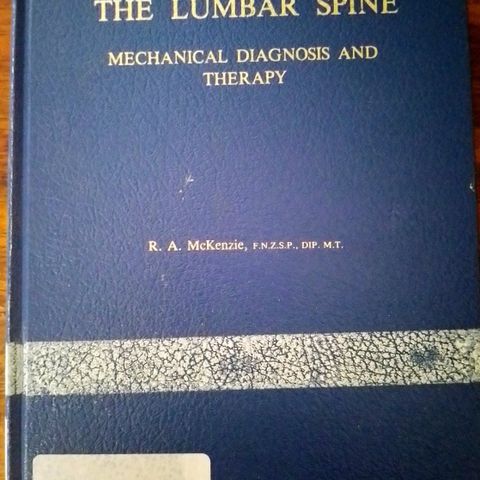 THE LUMBAR SPINE
MECHANICAL DIAGNOSIS AND
THERAPY
R. A. McKenzie, F.N.Z.S.P., DIP. M.T.